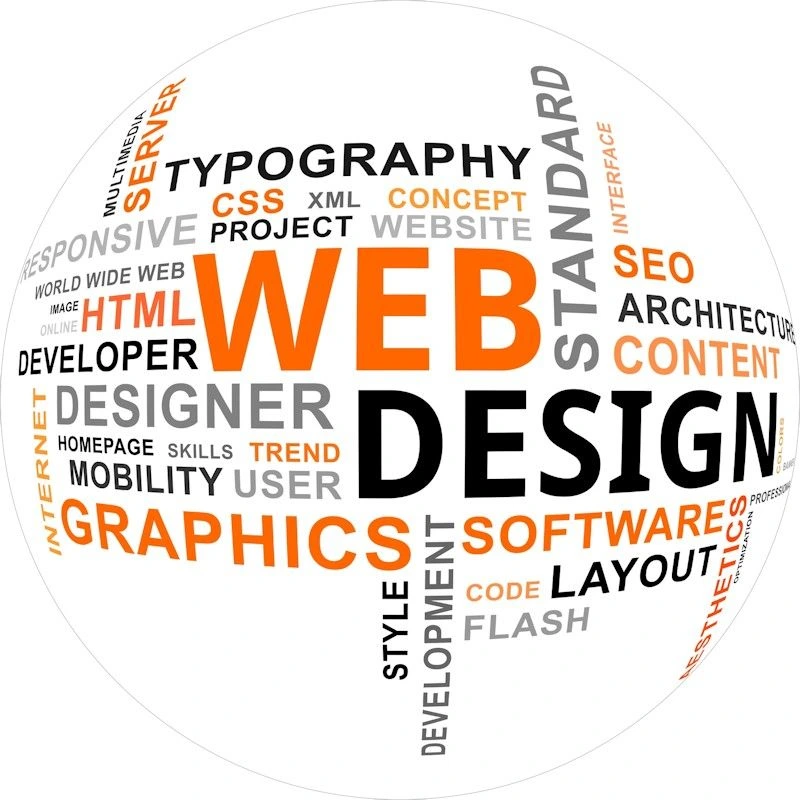 MULTIMEDIA
SERVER
TYPOGRAPHY
STANDARD
INTERFACE
CSS XML CONCEPT
RESPONSIVE
PROJECT WEBSITE
WORLD WIDE WEB
WEB
SEO
IMAGE
HTML
ONLINE
ARCHITECTURE
DEVELOPER
CONTENT
INTERNET
DESIGNER
DESIGN
COLORS
HOMEPAGE SKILLS TREND
MOBILITY USER
PROFESSIONAL
GRAPHICS
SOFTWARE
AESTHETICS
OPTIMIZATION
STYLE
DEVELOPMENT
CODE LAYOUT
FLASH